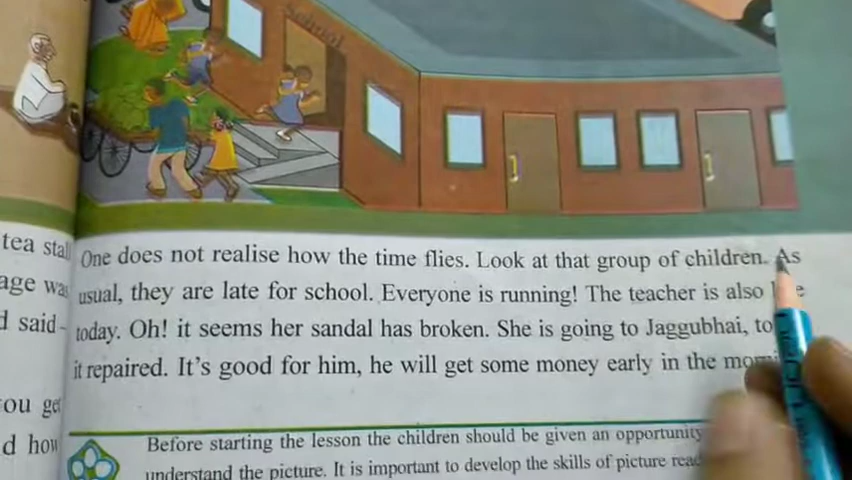 School
tea stall
age was
d said -
ou get
d how
One does not realise how the time flies. Look at that group of children. As
usual, they are late for school. Everyone is running! The teacher is also
today. Oh! it seems her sandal has broken. She is going to Jaggubhai, to
it repaired. It's good for him, he will get some money early in the
Before starting the lesson the children should be given an opportunity
understand the picture. It is important to develop the skills of picture